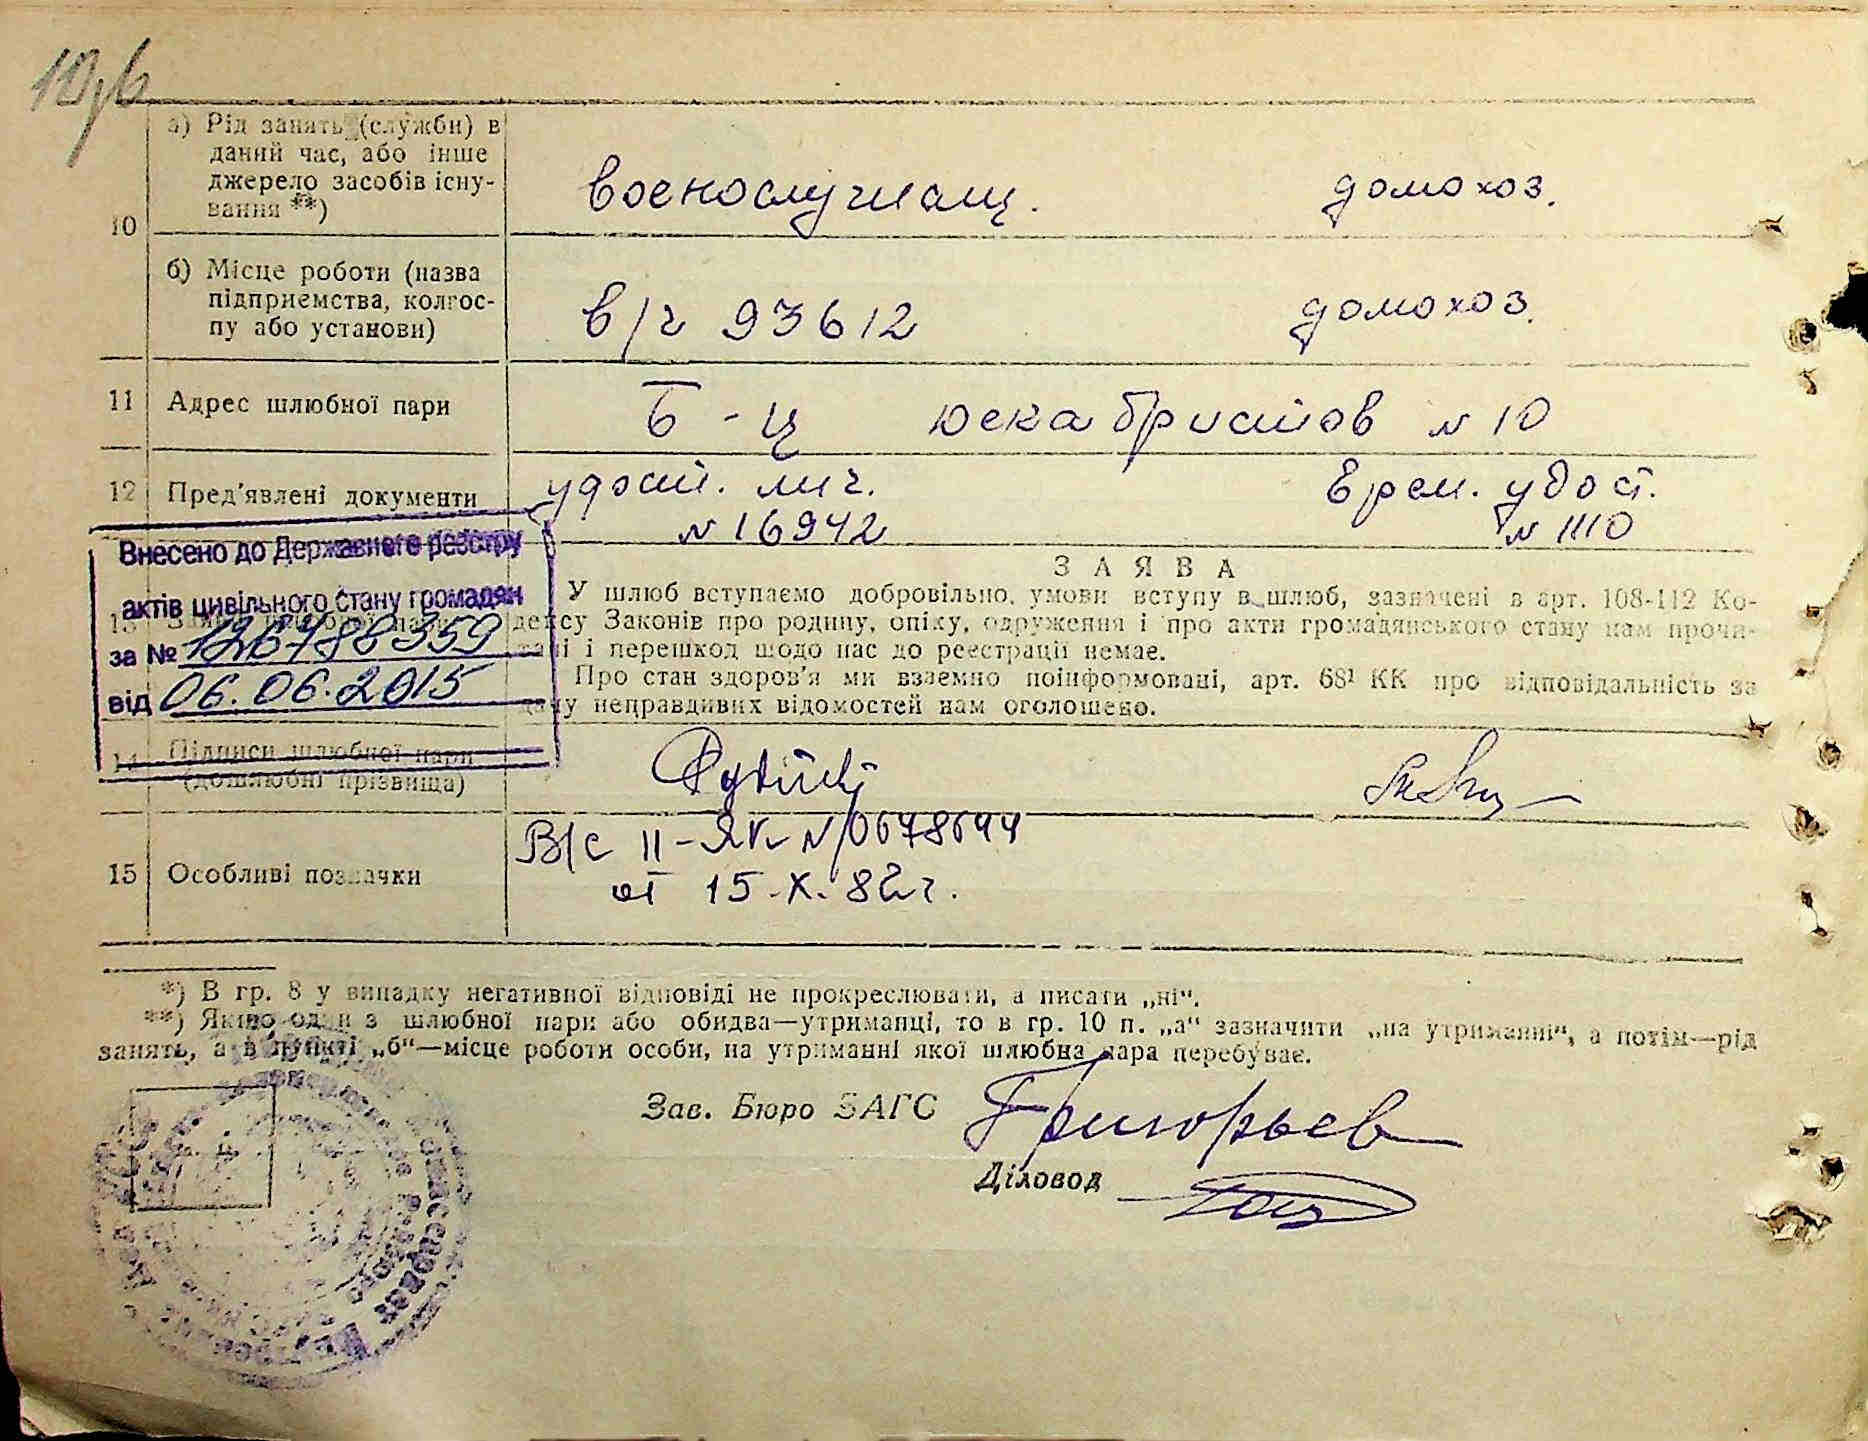 10
а) Рід занять (служби) в
даний час, або інше
джерело засобів існу-
вання **)
военослужащ.
домохоз.
б) Місце роботи (назва
підприємства, колгос-
пу або установи)
в/ч 93612
домохоз.
11 Адрес шлюбної пари
Б-Ц Декабристов № 10
12 Пред'явлені документи
удост. лич.
№ 16942
Врем. удост.
№ 1110
Внесено до Державного реєстру
актів цивільного стану громадян
за № 126788359
від 06.06.2015
13
ЗАЯВА
У шлюб вступаємо добровільно, умови вступу в шлюб, зазначені в арт. 108-112 Ко-
дексу Законів про родину, опіку, одруження і про акти громадянського стану нам прочи-
тані і перешкод щодо нас до реєстрації немає.
Про стан здоров'я ми взаємно поінформовані, арт. 68¹ КК про відповідальність за
дачу неправдивих відомостей нам оголошено.
14 Підписи шлюбної пари
(дошлюбні прізвища)
15 Особливі позначки
В/с II-ЯК № 0678644
от 15.X.82 г.
*) В гр. 8 у випадку негативної відповіді не прокреслювати, а писати „ні".
**) Якщо один з шлюбної пари або обидва—утриманці, то в гр. 10 п. „а" зазначити „на утриманні", а потім—рід
занять, а в пункті „б"—місце роботи особи, на утриманні якої шлюбна пара перебуває.
Зав. Бюро ЗАГС Григорьев
Діловод